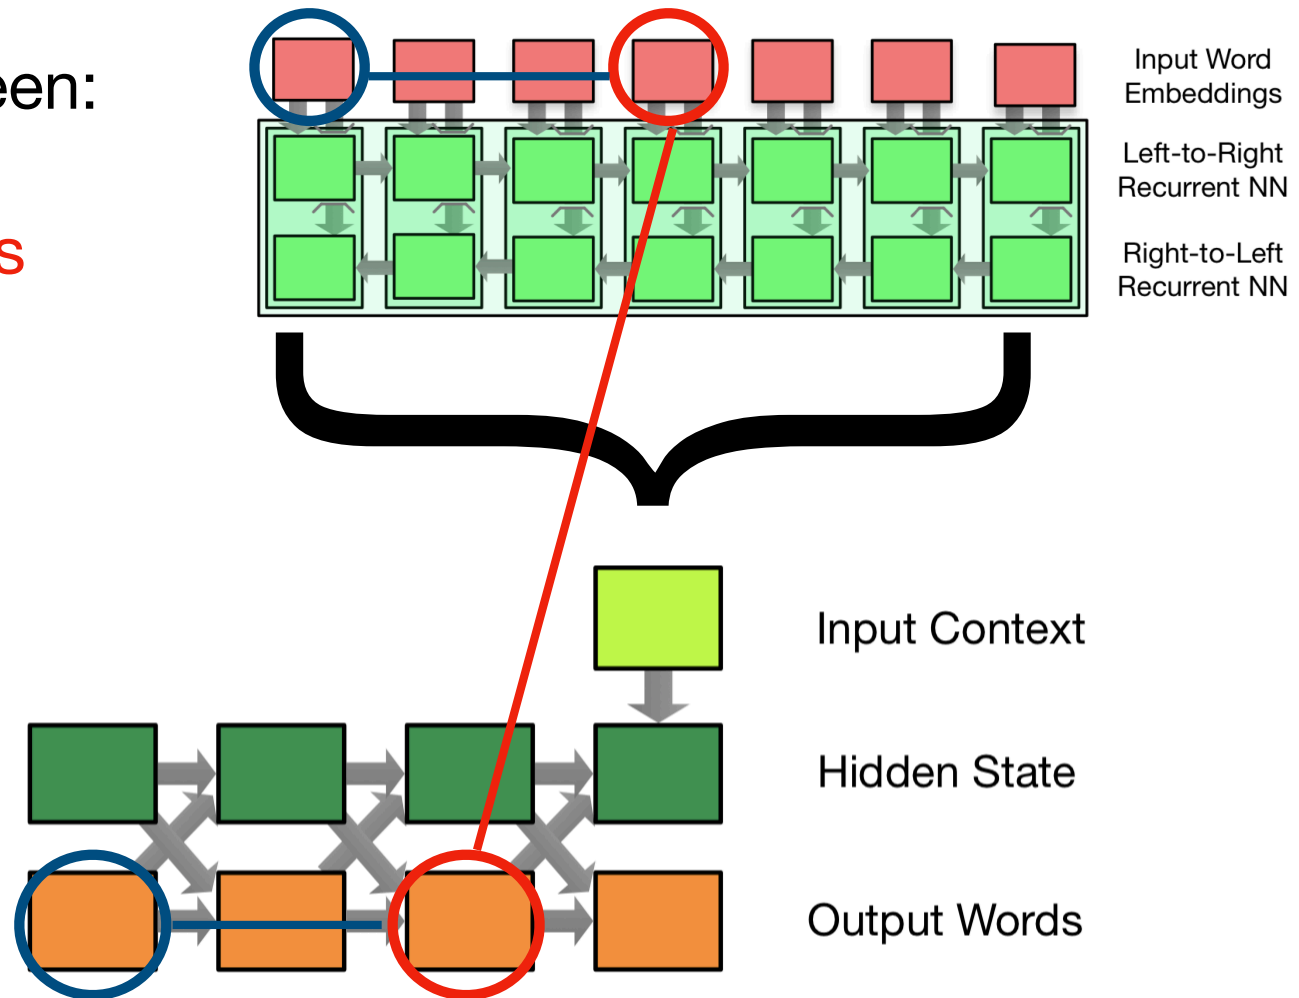 een:
s
Input Word
Embeddings
Left-to-Right
Recurrent NN
Right-to-Left
Recurrent NN
Input Context
Hidden State
Output Words